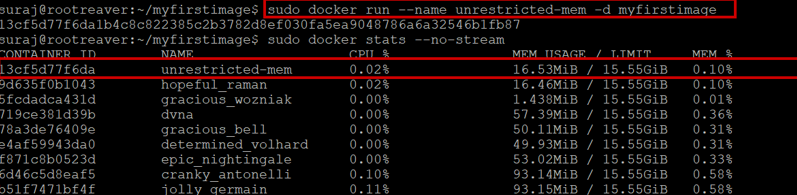 suraj@rootreaver:~/myfirstimage$ sudo docker run --name unrestricted-mem -d myfirstimage
13cf5d77f6da1b4c8c822385c2b3782d8ef030fa5ea9048786a6a32546b1fb87
suraj@rootreaver:~/myfirstimage$ sudo docker stats --no-stream
CONTAINER ID NAME CPU % MEM USAGE / LIMIT MEM %
13cf5d77f6da unrestricted-mem 0.02% 16.53MiB / 15.55GiB 0.10%
9d635f0b1043 hopeful_raman 0.02% 16.46MiB / 15.55GiB 0.10%
5fcdadca431d gracious_wozniak 0.00% 1.438MiB / 15.55GiB 0.01%
719ce381d39b dvna 0.00% 57.39MiB / 15.55GiB 0.36%
78a3de76409e gracious_bell 0.00% 50.11MiB / 15.55GiB 0.31%
e4af59943da0 determined_volhard 0.00% 49.93MiB / 15.55GiB 0.31%
f871c8b0523d epic_nightingale 0.00% 53.02MiB / 15.55GiB 0.33%
6d46c5d8eaf5 cranky_antonelli 0.10% 93.14MiB / 15.55GiB 0.58%
b51f7471bf4f jolly_germain 0.11% 93.15MiB / 15.55GiB 0.58%